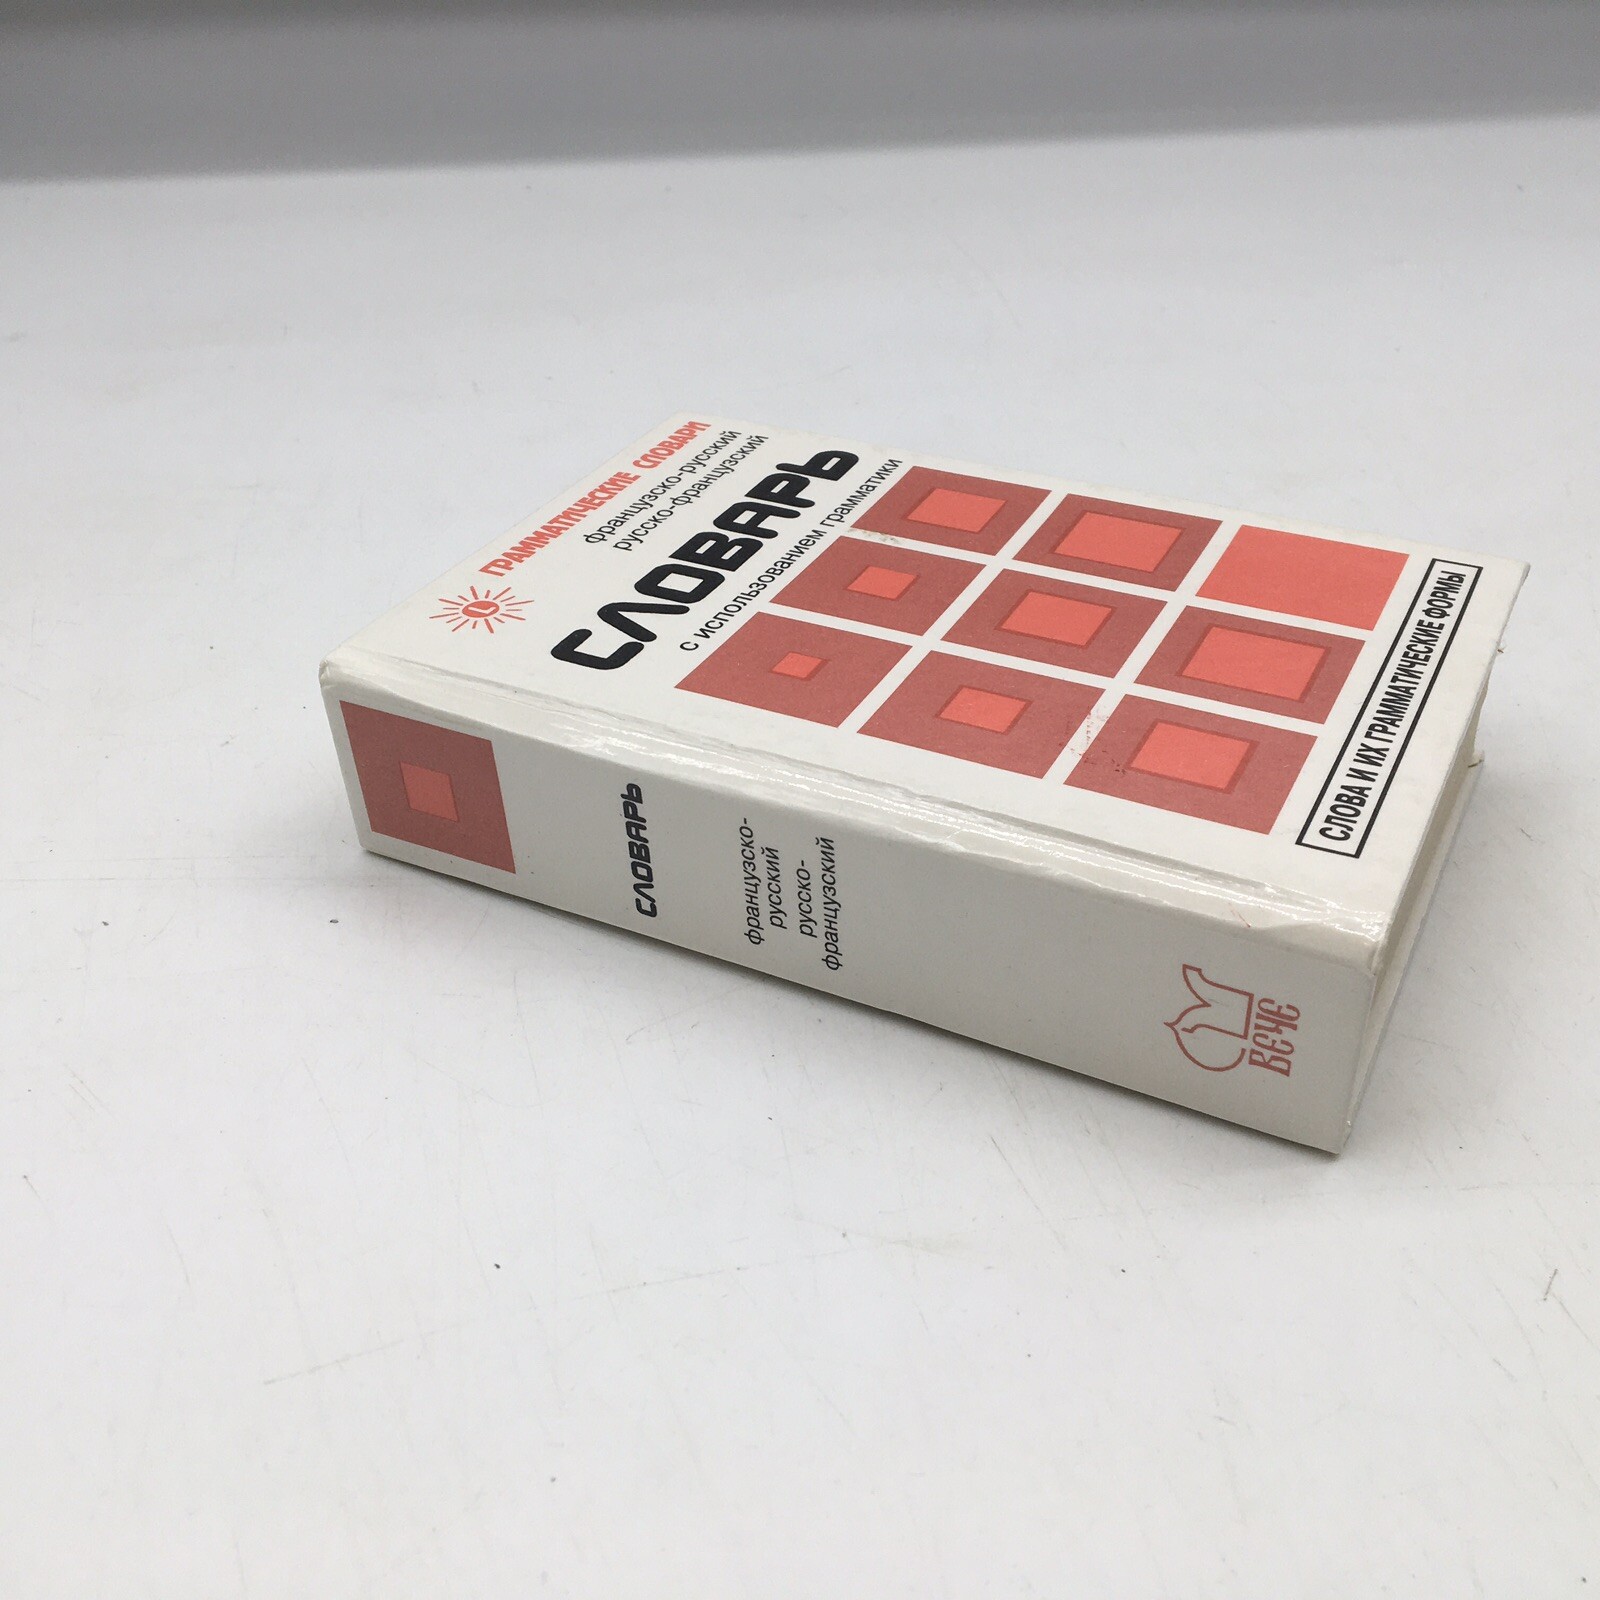 ГРАММАТИЧЕСКИЕ СЛОВАРИ
французско-русский
русско-французский
СЛОВАРЬ
с использованием грамматики
СЛОВА И ИХ ГРАММАТИЧЕСКИЕ ФОРМЫ
L
СЛОВАРЬ
французско-
русский
русско-
французский
ВЕЧЕ